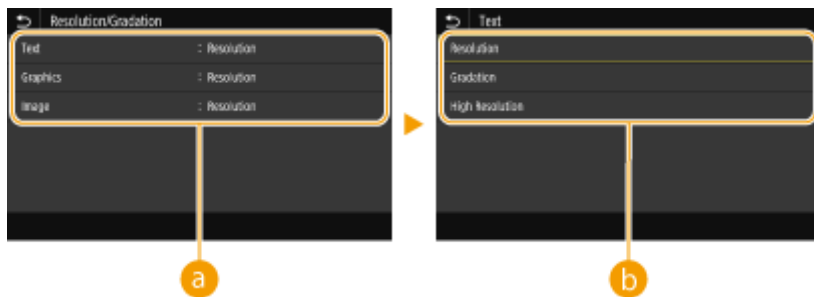 Resolution/Gradation
Text : Resolution
Graphics : Resolution
Image : Resolution
a
Text
Resolution
Gradation
High Resolution
b